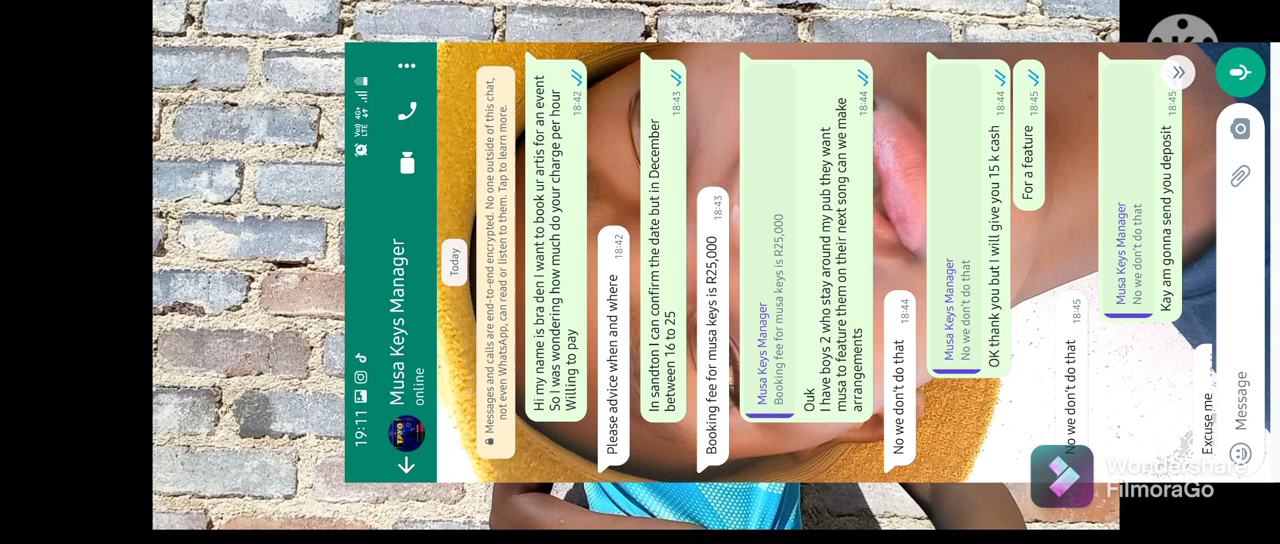 19:11
Vo)) 4G+
LTE
Musa Keys Manager
online
Today
Messages and calls are end-to-end encrypted. No one outside of this chat,
not even WhatsApp, can read or listen to them. Tap to learn more.
Hi my name is bra den I want to book ur artis for an event
So I was wondering how much do your charge per hour
Willing to pay
18:42
Please advice when and where
18:42
In sandton I can confirm the date but in December
between 16 to 25
18:43
Booking fee for musa keys is R25,000
18:43
Musa Keys Manager
Booking fee for musa keys is R25,000
Ouk
I have boys 2 who stay around my pub they want
musa to feature them on their next song can we make
arrangements
18:44
No we don't do that
18:44
Musa Keys Manager
No we don't do that
OK thank you but I will give you 15 k cash
18:44
For a feature
18:45
No we don't do that
18:45
Musa Keys Manager
No we don't do that
Kay am gonna send you deposit
18:45
Excuse me
Message
Wondershare
FilmoraGo